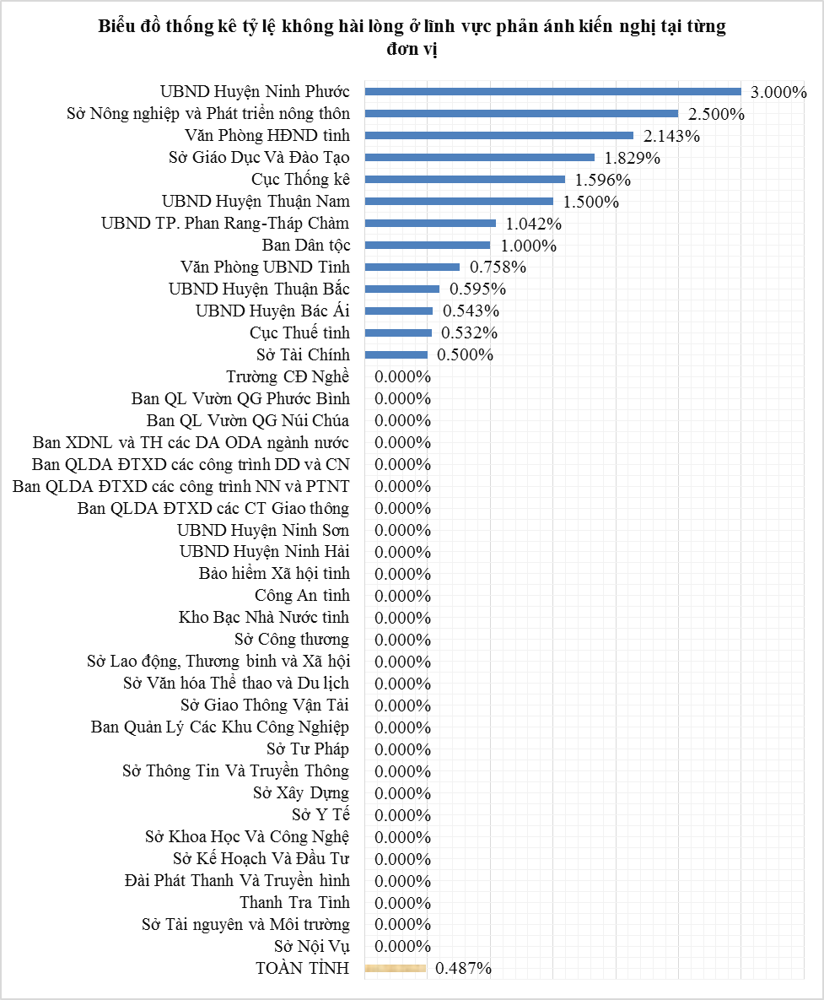 Biểu đồ thống kê tỷ lệ không hài lòng ở lĩnh vực phản ánh kiến nghị tại từng
đơn vị
UBND Huyện Ninh Phước 3.000%
Sở Nông nghiệp và Phát triển nông thôn 2.500%
Văn Phòng HĐND tỉnh 2.143%
Sở Giáo Dục Và Đào Tạo 1.829%
Cục Thống kê 1.596%
UBND Huyện Thuận Nam 1.500%
UBND TP. Phan Rang-Tháp Chàm 1.042%
Ban Dân tộc 1.000%
Văn Phòng UBND Tỉnh 0.758%
UBND Huyện Thuận Bắc 0.595%
UBND Huyện Bác Ái 0.543%
Cục Thuế tỉnh 0.532%
Sở Tài Chính 0.500%
Trường CĐ Nghề 0.000%
Ban QL Vườn QG Phước Bình 0.000%
Ban QL Vườn QG Núi Chúa 0.000%
Ban XDNL và TH các DA ODA ngành nước 0.000%
Ban QLDA ĐTXD các công trình DD và CN 0.000%
Ban QLDA ĐTXD các công trình NN và PTNT 0.000%
Ban QLDA ĐTXD các CT Giao thông 0.000%
UBND Huyện Ninh Sơn 0.000%
UBND Huyện Ninh Hải 0.000%
Bảo hiểm Xã hội tỉnh 0.000%
Công An tỉnh 0.000%
Kho Bạc Nhà Nước tỉnh 0.000%
Sở Công thương 0.000%
Sở Lao động, Thương binh và Xã hội 0.000%
Sở Văn hóa Thể thao và Du lịch 0.000%
Sở Giao Thông Vận Tải 0.000%
Ban Quản Lý Các Khu Công Nghiệp 0.000%
Sở Tư Pháp 0.000%
Sở Thông Tin Và Truyền Thông 0.000%
Sở Xây Dựng 0.000%
Sở Y Tế 0.000%
Sở Khoa Học Và Công Nghệ 0.000%
Sở Kế Hoạch Và Đầu Tư 0.000%
Đài Phát Thanh Và Truyền hình 0.000%
Thanh Tra Tỉnh 0.000%
Sở Tài nguyên và Môi trường 0.000%
Sở Nội Vụ 0.000%
TOÀN TỈNH 0.487%